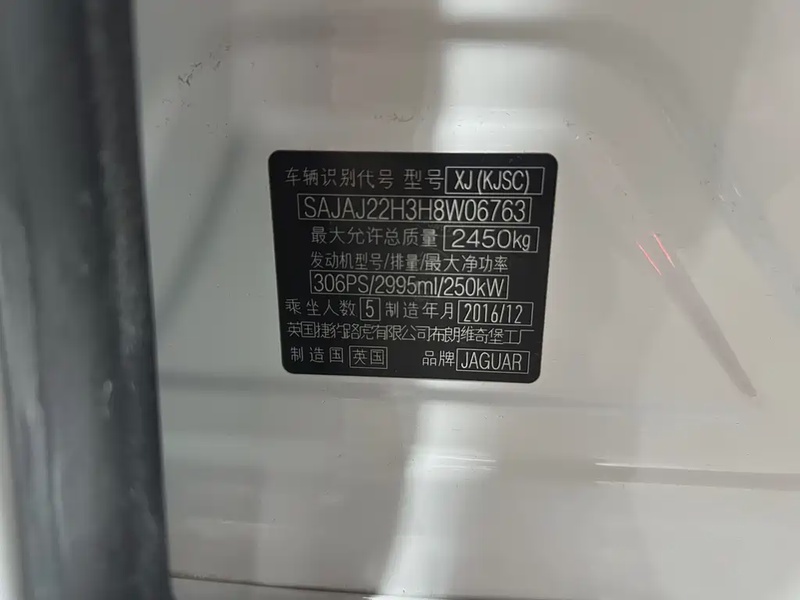 车辆识别代号 型号 XJ (KJSC)
SAJAJ22H3H8W06763
最大允许总质量 2450kg
发动机型号/排量/最大净功率
306PS/2995ml/250kW
乘坐人数 5 制造年月 2016/12
英国捷豹路虎有限公司布朗维奇堡工厂
制造国 英国 品牌 JAGUAR